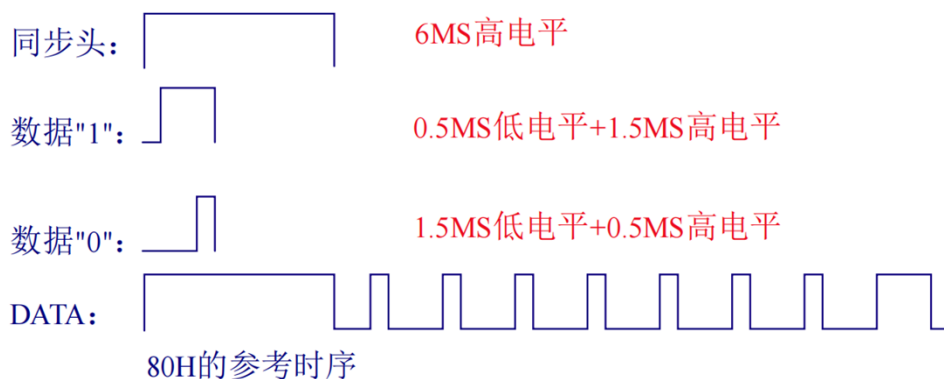 同步头： 6MS高电平
数据"1"： 0.5MS低电平+1.5MS高电平
数据"0"： 1.5MS低电平+0.5MS高电平
DATA：
80H的参考时序